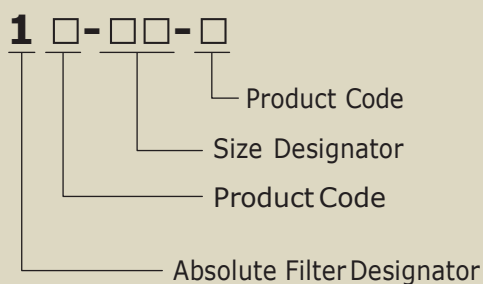 1 □-□□-□
Product Code
Size Designator
Product Code
Absolute Filter Designator